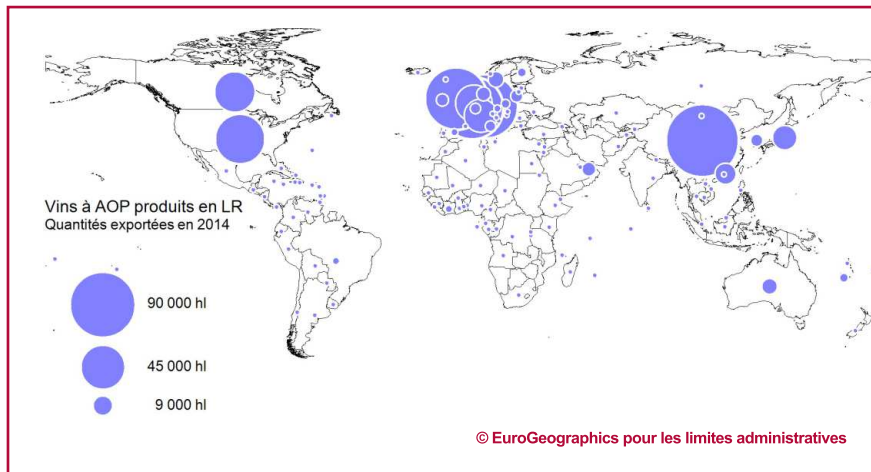 Vins à AOP produits en LR
Quantités exportées en 2014
90 000 hl
45 000 hl
9 000 hl
© EuroGeographics pour les limites administratives